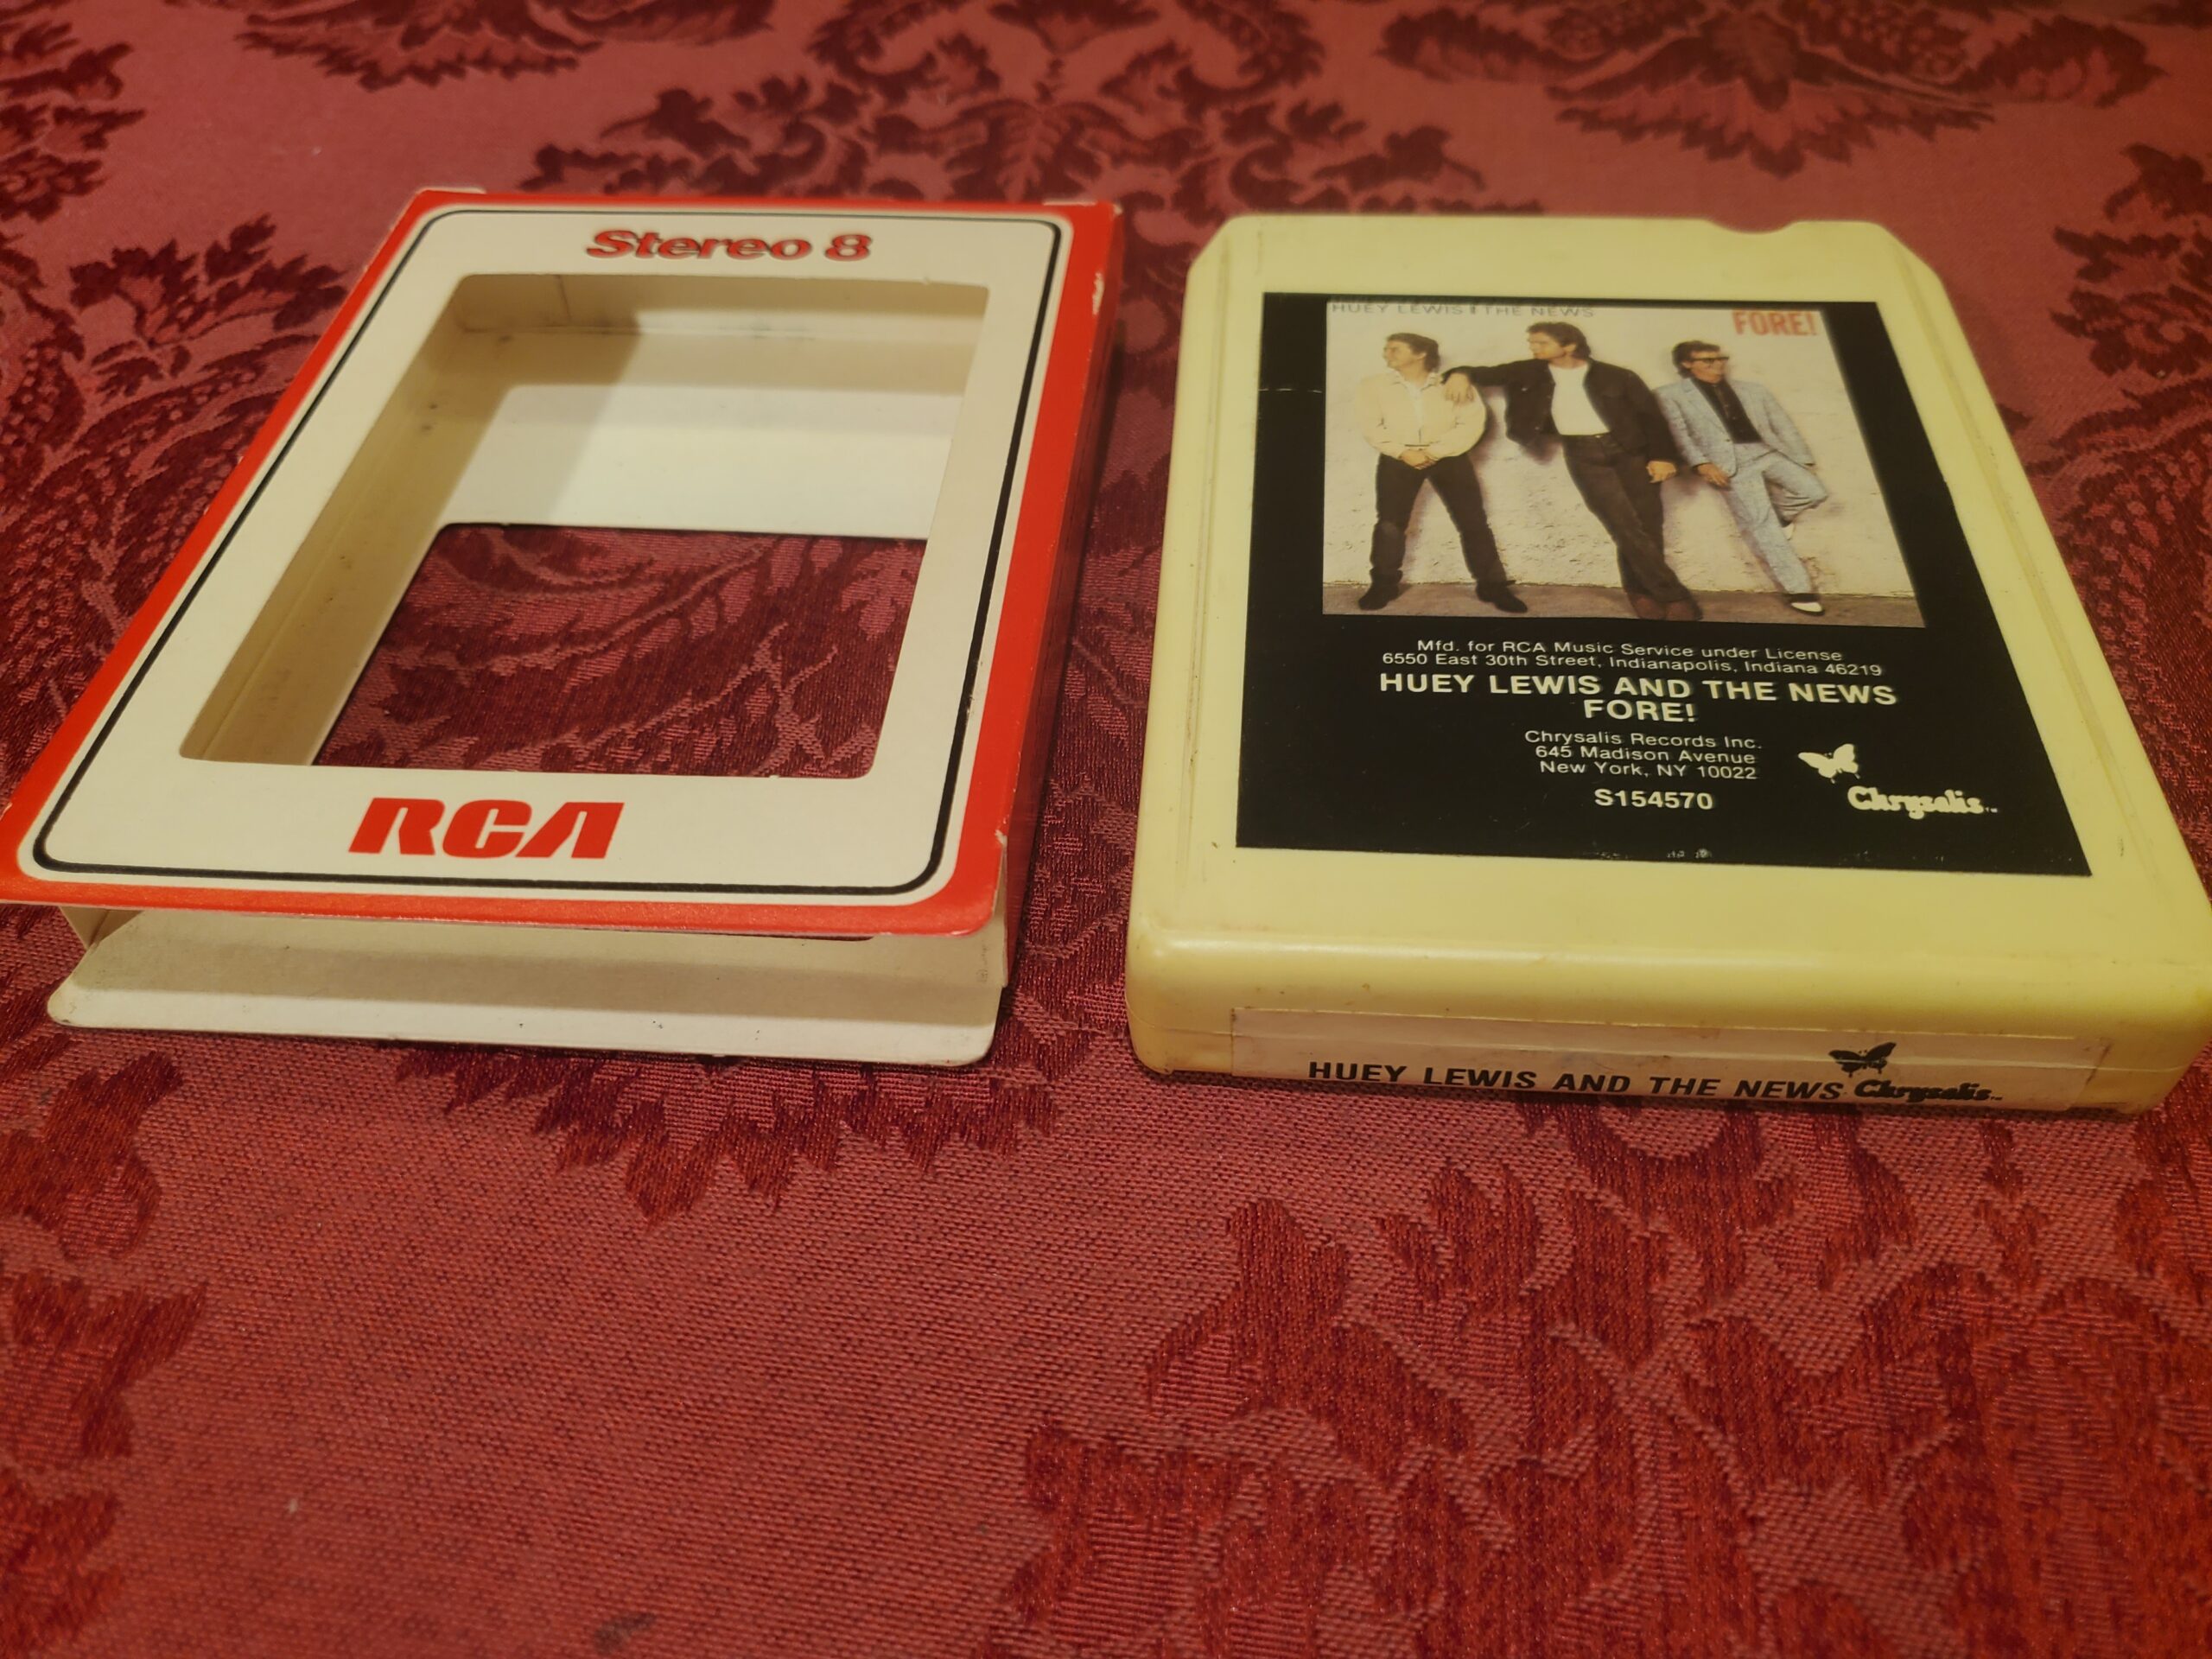 Stereo 8
RCA
HUEY LEWIS & THE NEWS
FORE!
Mfd. for RCA Music Service under License
6550 East 30th Street, Indianapolis, Indiana 46219
HUEY LEWIS AND THE NEWS
FORE!
Chrysalis Records Inc.
645 Madison Avenue
New York, NY 10022
S154570
Chrysalis™
HUEY LEWIS AND THE NEWS Chrysalis™